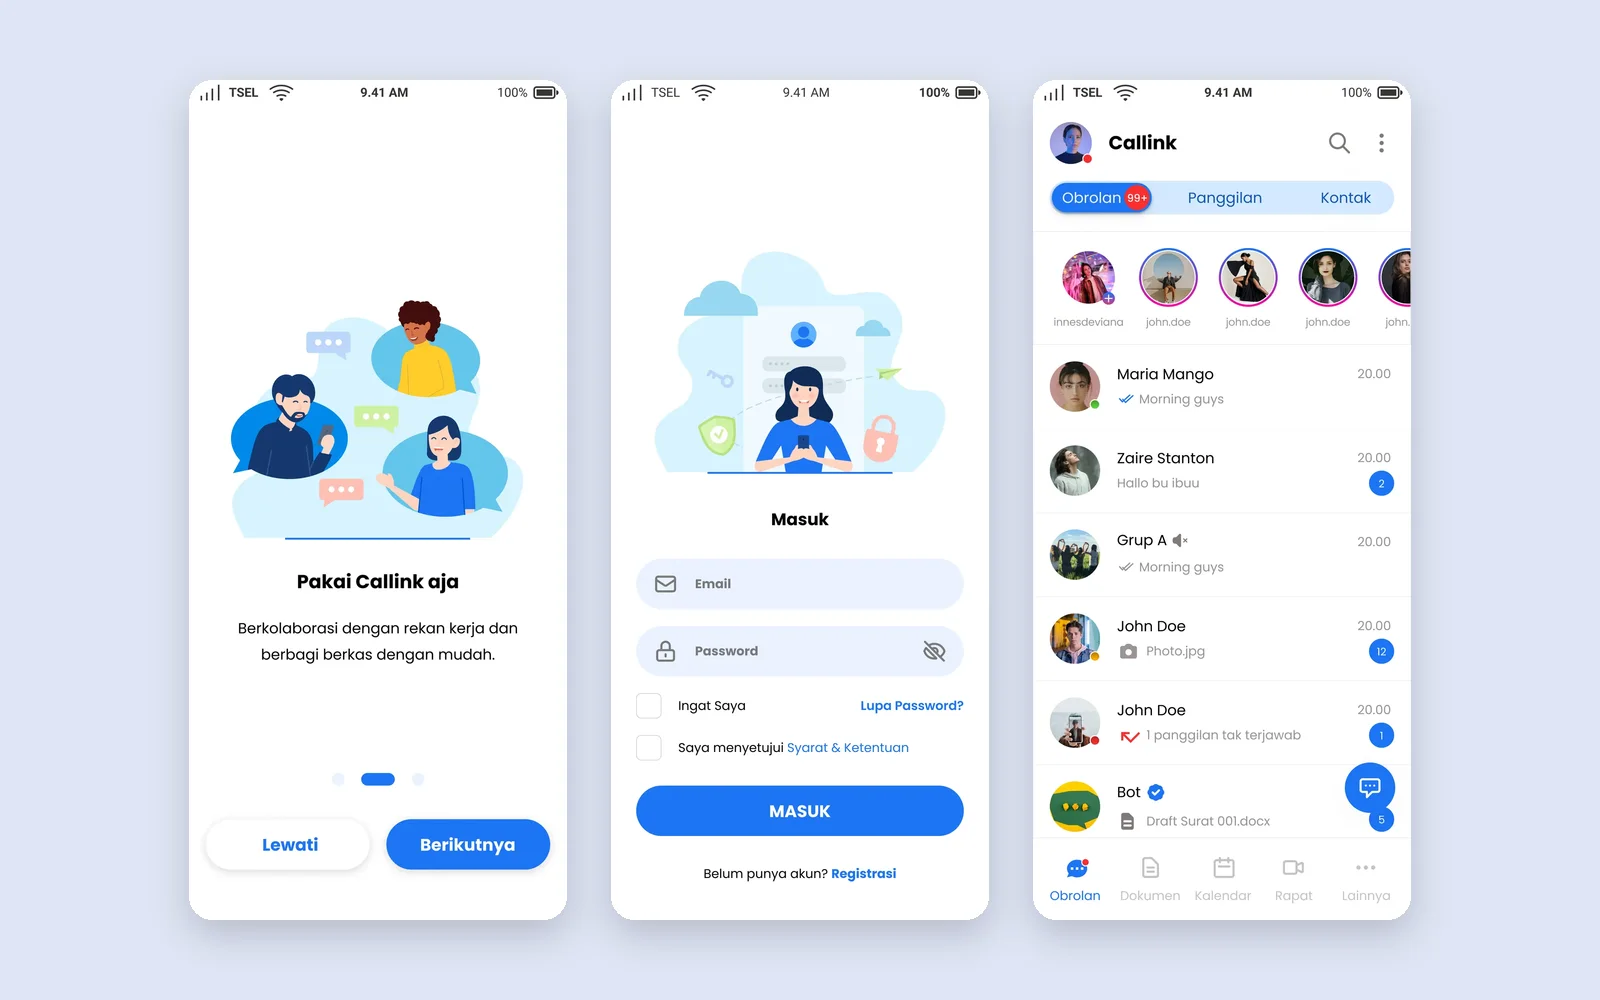 TSEL 9.41 AM 100%
Pakai Callink aja
Berkolaborasi dengan rekan kerja dan
berbagi berkas dengan mudah.
Lewati Berikutnya
TSEL 9.41 AM 100%
Masuk
Email
Password
Ingat Saya Lupa Password?
Saya menyetujui Syarat & Ketentuan
MASUK
Belum punya akun? Registrasi
TSEL 9.41 AM 100%
Callink
Obrolan 99+ Panggilan Kontak
innesdeviana john.doe john.doe john.doe john.
Maria Mango 20.00
Morning guys
Zaire Stanton 20.00
Hallo bu ibuu 2
Grup A 20.00
Morning guys
John Doe 20.00
Photo.jpg 12
John Doe 20.00
1 panggilan tak terjawab 1
Bot
Draft Surat 001.docx 5
Obrolan Dokumen Kalendar Rapat Lainnya